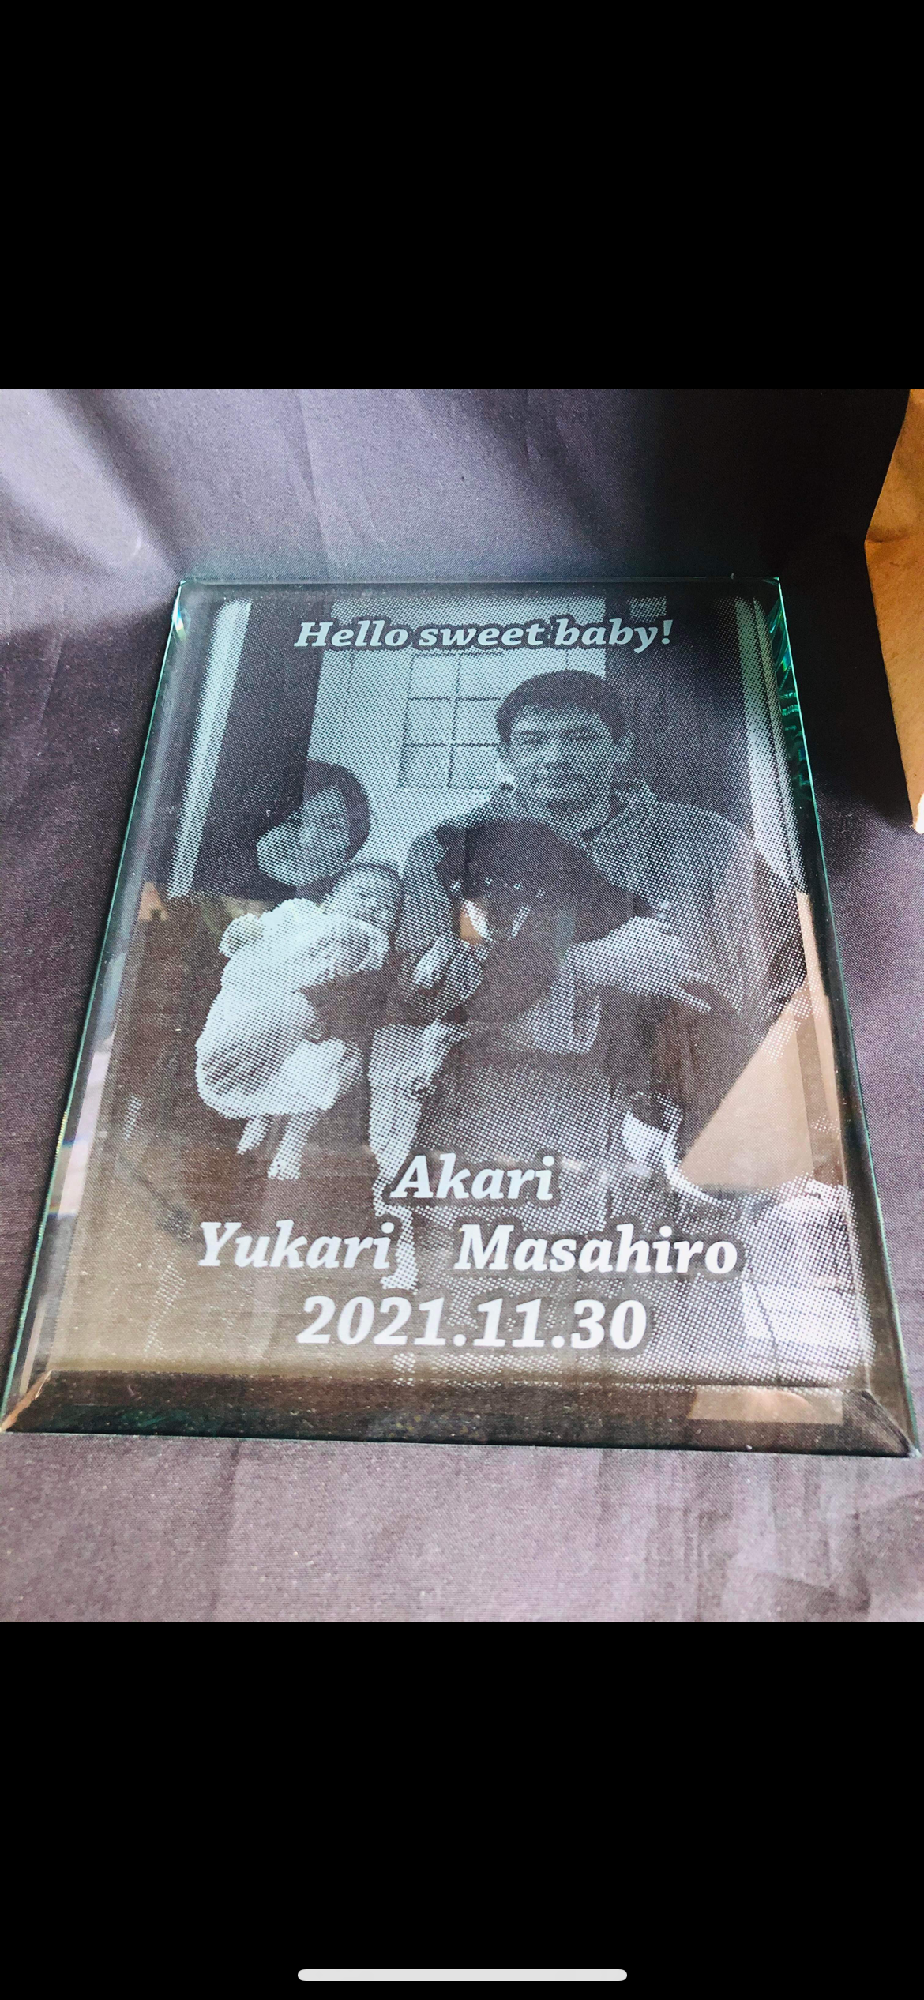 Hello sweet baby!
Akari
Yukari Masahiro
2021.11.30